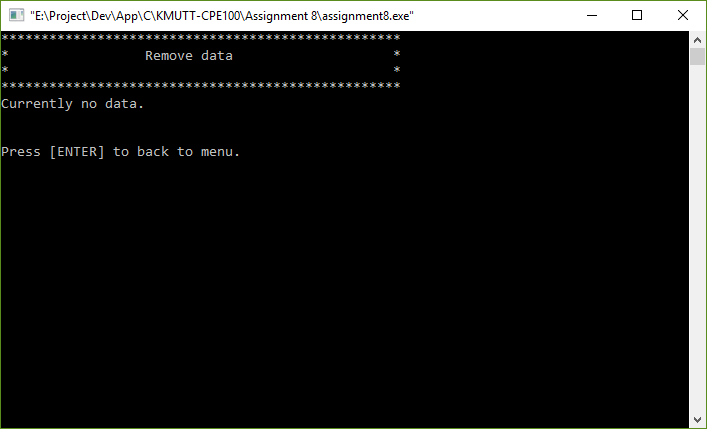 "E:\Project\Dev\App\C\KMUTT-CPE100\Assignment 8\assignment8.exe"
**************************************************
*                 Remove data                    *
*                                                *
**************************************************
Currently no data.
Press [ENTER] to back to menu.